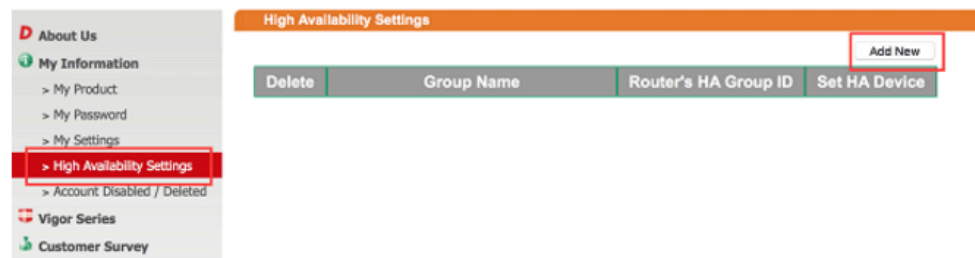 About Us
My Information
> My Product
> My Password
> My Settings
> High Availability Settings
> Account Disabled / Deleted
Vigor Series
Customer Survey
High Availability Settings
Add New
Delete Group Name Router's HA Group ID Set HA Device